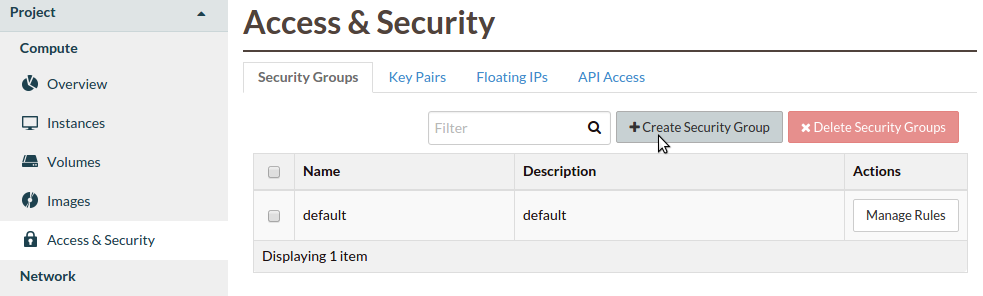 Project
Compute
Overview
Instances
Volumes
Images
Access & Security
Network
Access & Security
Security Groups Key Pairs Floating IPs API Access
Filter Create Security Group Delete Security Groups
Name Description Actions
default default Manage Rules
Displaying 1 item